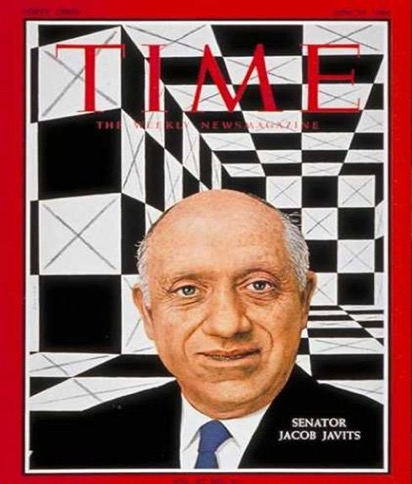 TIME
THE WEEKLY NEWSMAGAZINE
SENATOR
JACOB JAVITS